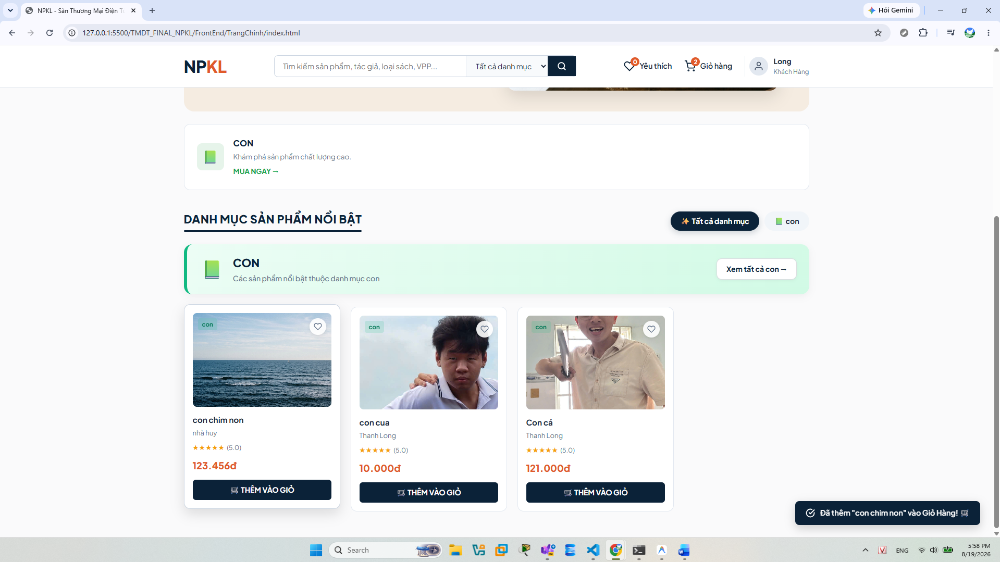 NPKL - Sàn Thương Mại Điện Tử
Hỏi Gemini
127.0.0.1:5500/TMDT_FINAL_NPKL/FrontEnd/TrangChinh/index.html
NPKL
Tìm kiếm sản phẩm, tác giả, loại sách, VPP...
Tất cả danh mục
0
Yêu thích
2
Giỏ hàng
Long
Khách Hàng
CON
Khám phá sản phẩm chất lượng cao.
MUA NGAY →
DANH MỤC SẢN PHẨM NỔI BẬT
✨ Tất cả danh mục
📗 con
CON
Các sản phẩm nổi bật thuộc danh mục con
Xem tất cả con →
con
con chim non
nhà huy
★★★★★ (5.0)
123.456đ
🛒 THÊM VÀO GIỎ
con
con cua
Thanh Long
★★★★★ (5.0)
10.000đ
🛒 THÊM VÀO GIỎ
con
Con cá
Thanh Long
★★★★★ (5.0)
121.000đ
🛒 THÊM VÀO GIỎ
Đã thêm "con chim non" vào Giỏ Hàng! 🛒
Search
ENG
5:58 PM
8/19/2026